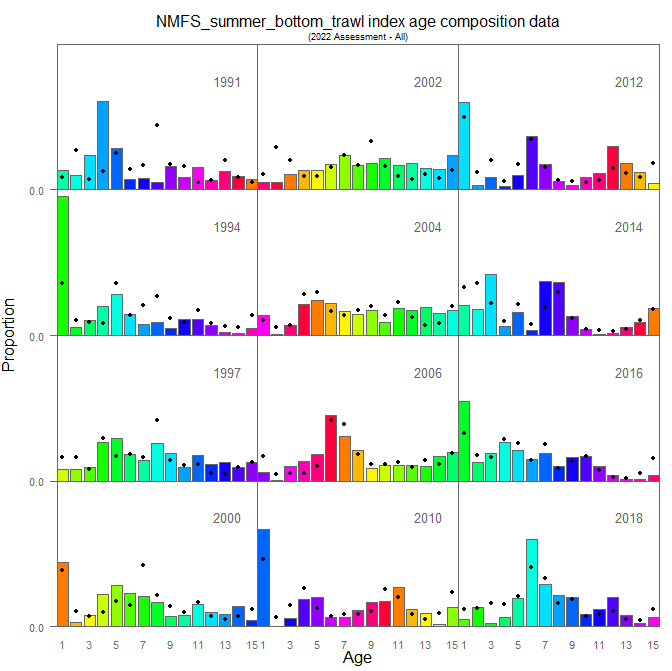 NMFS_summer_bottom_trawl index age composition data
(2022 Assessment - All)
1991 2002 2012
0.0
1994 2004 2014
0.0
Proportion
1997 2006 2016
0.0
2000 2010 2018
0.0
1 3 5 7 9 11 13 15 1 3 5 7 9 11 13 15 1 3 5 7 9 11 13 15
Age